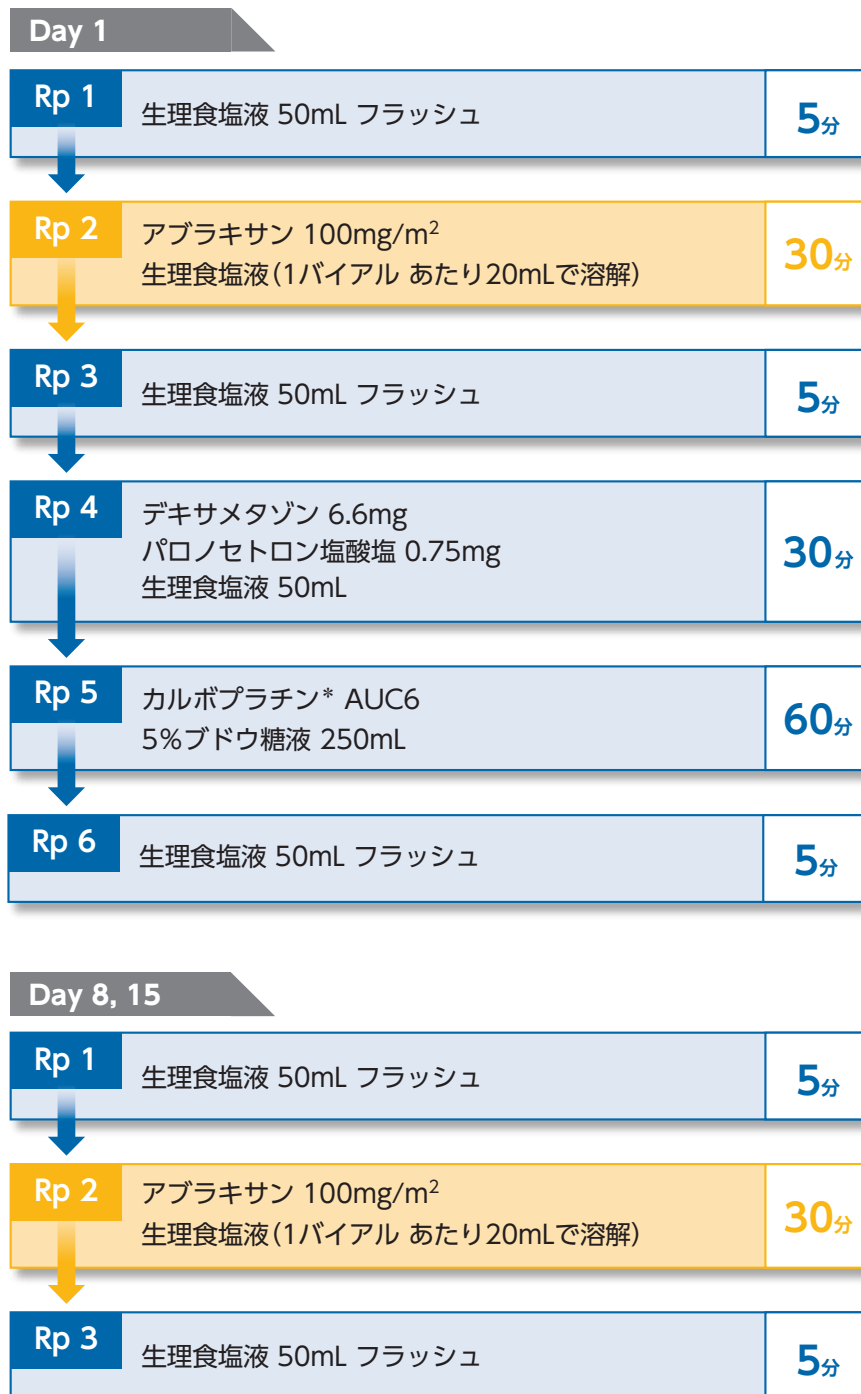 Day 1
Rp 1
生理食塩液 50mL フラッシュ
5分
Rp 2
アブラキサン 100mg/m²
生理食塩液(1バイアル あたり20mLで溶解)
30分
Rp 3
生理食塩液 50mL フラッシュ
5分
Rp 4
デキサメタゾン 6.6mg
パロノセトロン塩酸塩 0.75mg
生理食塩液 50mL
30分
Rp 5
カルボプラチン* AUC6
5%ブドウ糖液 250mL
60分
Rp 6
生理食塩液 50mL フラッシュ
5分
Day 8, 15
Rp 1
生理食塩液 50mL フラッシュ
5分
Rp 2
アブラキサン 100mg/m²
生理食塩液(1バイアル あたり20mLで溶解)
30分
Rp 3
生理食塩液 50mL フラッシュ
5分